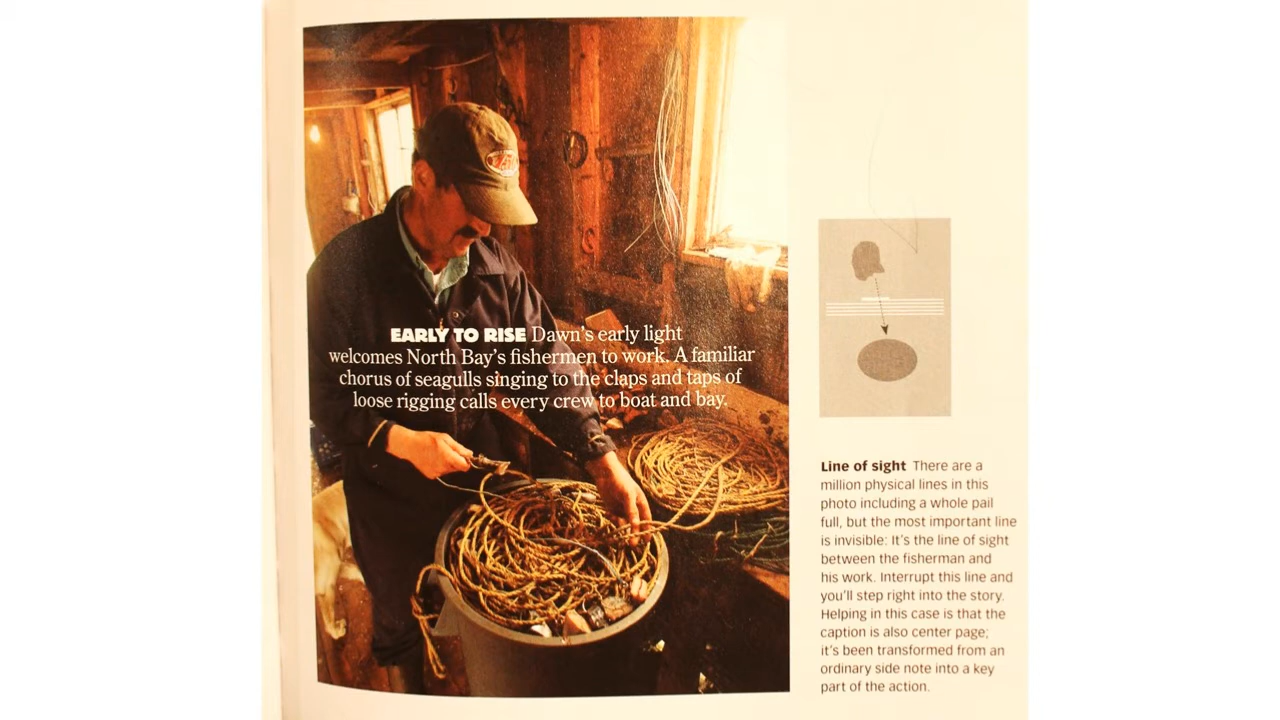 EARLY TO RISE Dawn's early light
welcomes North Bay's fishermen to work. A familiar
chorus of seagulls singing to the claps and taps of
loose rigging calls every crew to boat and bay.
Line of sight There are a
million physical lines in this
photo including a whole pail
full, but the most important line
is invisible: It's the line of sight
between the fisherman and
his work. Interrupt this line and
you'll step right into the story.
Helping in this case is that the
caption is also center page;
it's been transformed from an
ordinary side note into a key
part of the action.